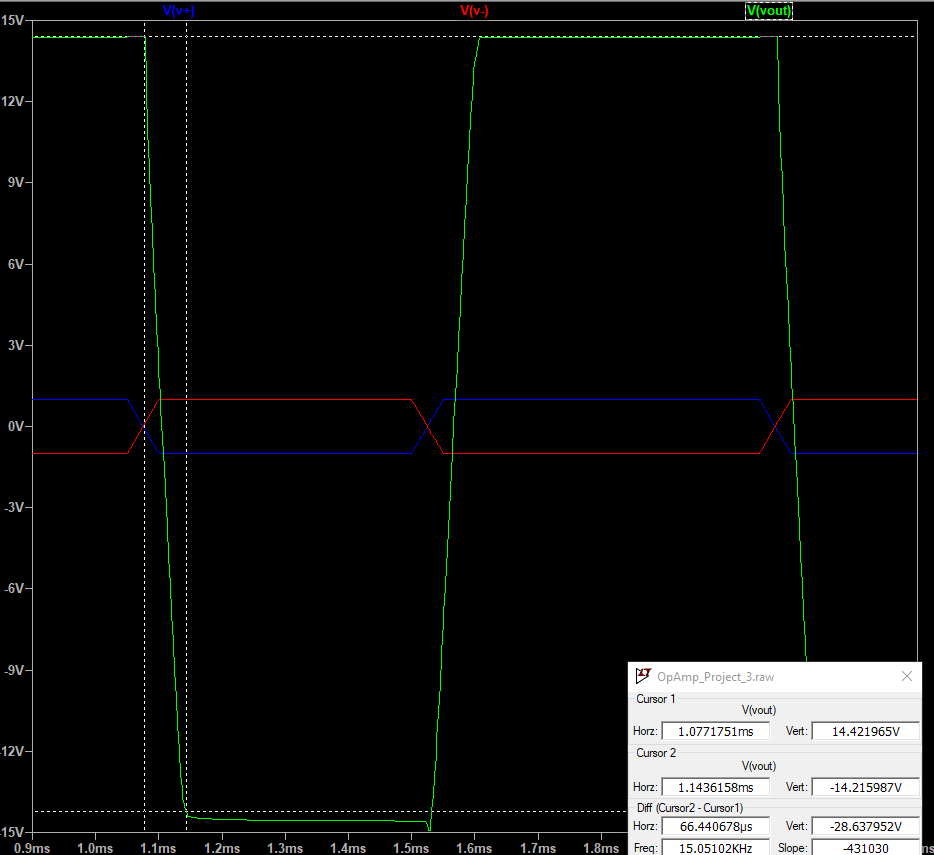 V(v+) V(v-) V(vout)
15V
12V
9V
6V
3V
0V
-3V
-6V
-9V
-12V
-15V
0.9ms 1.0ms 1.1ms 1.2ms 1.3ms 1.4ms 1.5ms 1.6ms 1.7ms 1.8ms
OpAmp_Project_3.raw
Cursor 1
V(vout)
Horz: 1.0771751ms Vert: 14.421965V
Cursor 2
V(vout)
Horz: 1.1436158ms Vert: -14.215987V
Diff (Cursor2 - Cursor1)
Horz: 66.440678µs Vert: -28.637952V
Freq: 15.05102KHz Slope: -431030